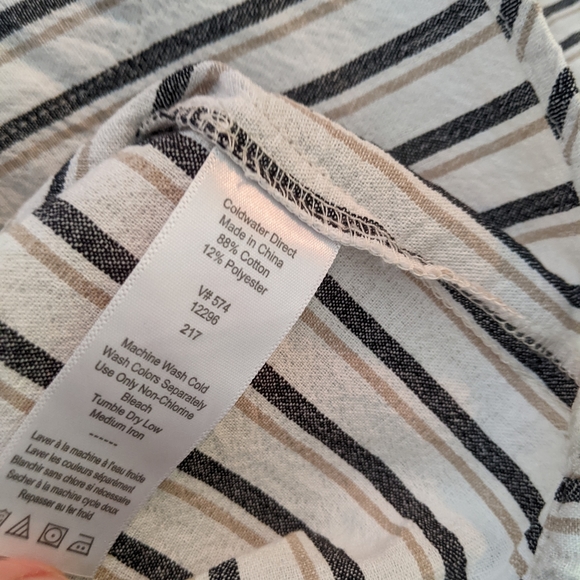 Coldwater Direct
Made in China
88% Cotton
12% Polyester
V# 574
12296
217
Machine Wash Cold
Wash Colors Separately
Use Only Non-Chlorine
Bleach
Tumble Dry Low
Medium Iron
------
Laver à la machine à l'eau froide
Laver les couleurs séparément
Blanchir sans chlore si nécessaires
Sécher à la machine cycle doux
Repasser au fer froid